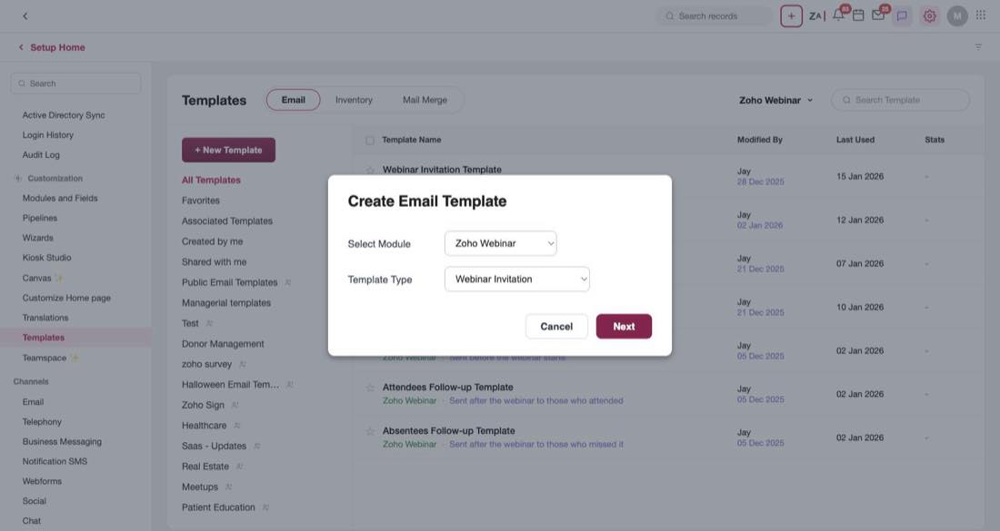 Search records
ZA
83
25
M
Setup Home
Search
Active Directory Sync
Login History
Audit Log
Customization
Modules and Fields
Pipelines
Wizards
Kiosk Studio
Canvas
Customize Home page
Translations
Templates
Teamspace
Channels
Email
Telephony
Business Messaging
Notification SMS
Webforms
Social
Chat
Templates
Email
Inventory
Mail Merge
Zoho Webinar
Search Template
+ New Template
All Templates
Favorites
Associated Templates
Created by me
Shared with me
Public Email Templates
Managerial templates
Test
Donor Management
zoho survey
Halloween Email Tem...
Zoho Sign
Healthcare
Saas - Updates
Real Estate
Meetups
Patient Education
Template Name Modified By Last Used Stats
Webinar Invitation Template
Jay
28 Dec 2025
15 Jan 2026 -
Jay
02 Jan 2026
12 Jan 2026 -
Jay
21 Dec 2025
07 Jan 2026 -
Jay
21 Dec 2025
10 Jan 2026 -
Jay
05 Dec 2025
02 Jan 2026 -
Zoho Webinar · Sent before the webinar starts
Attendees Follow-up Template
Zoho Webinar · Sent after the webinar to those who attended
Jay
05 Dec 2025
02 Jan 2026 -
Absentees Follow-up Template
Zoho Webinar · Sent after the webinar to those who missed it
Jay
05 Dec 2025
02 Jan 2026 -
Create Email Template
Select Module Zoho Webinar
Template Type Webinar Invitation
Cancel
Next